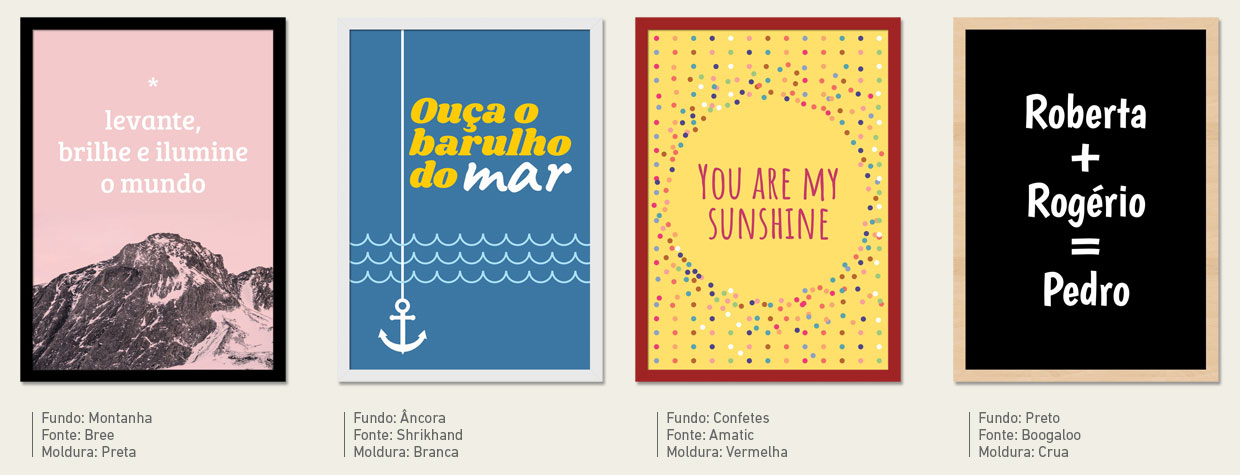 *
levante,
brilhe e ilumine
o mundo
Ouça o
barulho
do mar
You are my
sunshine
Roberta
+
Rogério
=
Pedro
Fundo: Montanha
Fonte: Bree
Moldura: Preta
Fundo: Âncora
Fonte: Shrikhand
Moldura: Branca
Fundo: Confetes
Fonte: Amatic
Moldura: Vermelha
Fundo: Preto
Fonte: Boogaloo
Moldura: Crua